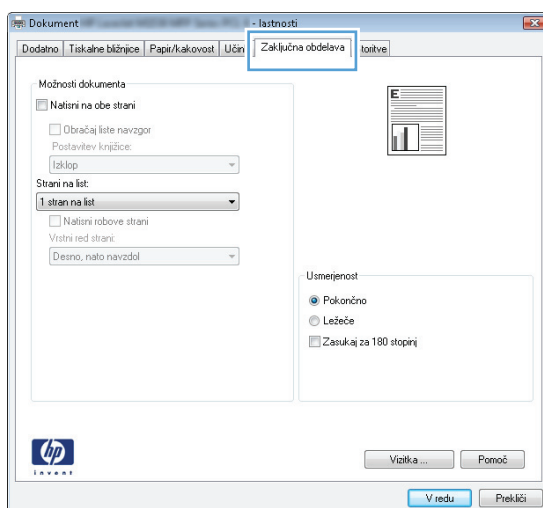 Dokument - lastnosti
Dodatno Tiskalne bližnjice Papir/kakovost Zaključna obdelava
Možnosti dokumenta
Natisni na obe strani
Obračaj liste navzgor
Postavitev knjižice:
Izklop
Strani na list:
1 stran na list
Natisni robove strani
Vrstni red strani:
Desno, nato navzdol
E
Usmerjenost
Pokončno
Ležeče
Zasukaj za 180 stopinj
hp
invent
Vizitka ... Pomoč
V redu Prekliči